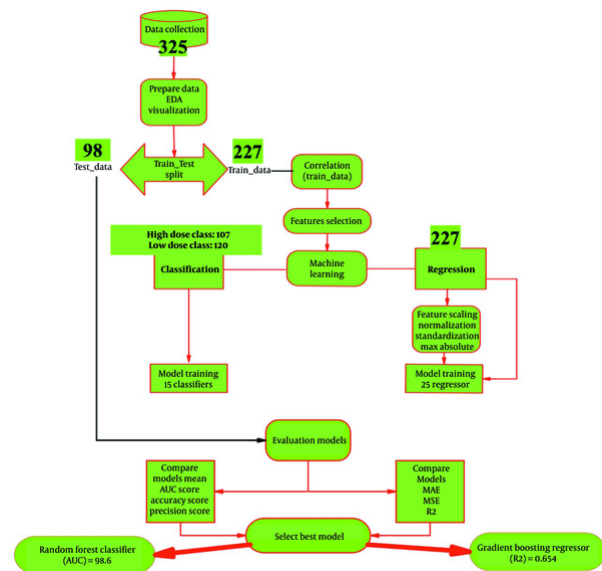 Data collection
325
Prepare data
EDA
visualization
98
Test_data
Train_Test
split
227
Train_data
Correlation
(train_data)
Features selection
High dose class: 107
Low dose class: 120
Classification
Machine
learning
227
Regression
Feature scaling
normalization
standardization
max absolute
Model training
15 classifiers
Model training
25 regressor
Evaluation models
Compare
models mean
AUC score
accuracy score
precision score
Compare
Models
MAE
MSE
R2
Select best model
Random forest classifier
(AUC) = 98.6
Gradient boosting regressor
(R2) = 0.654